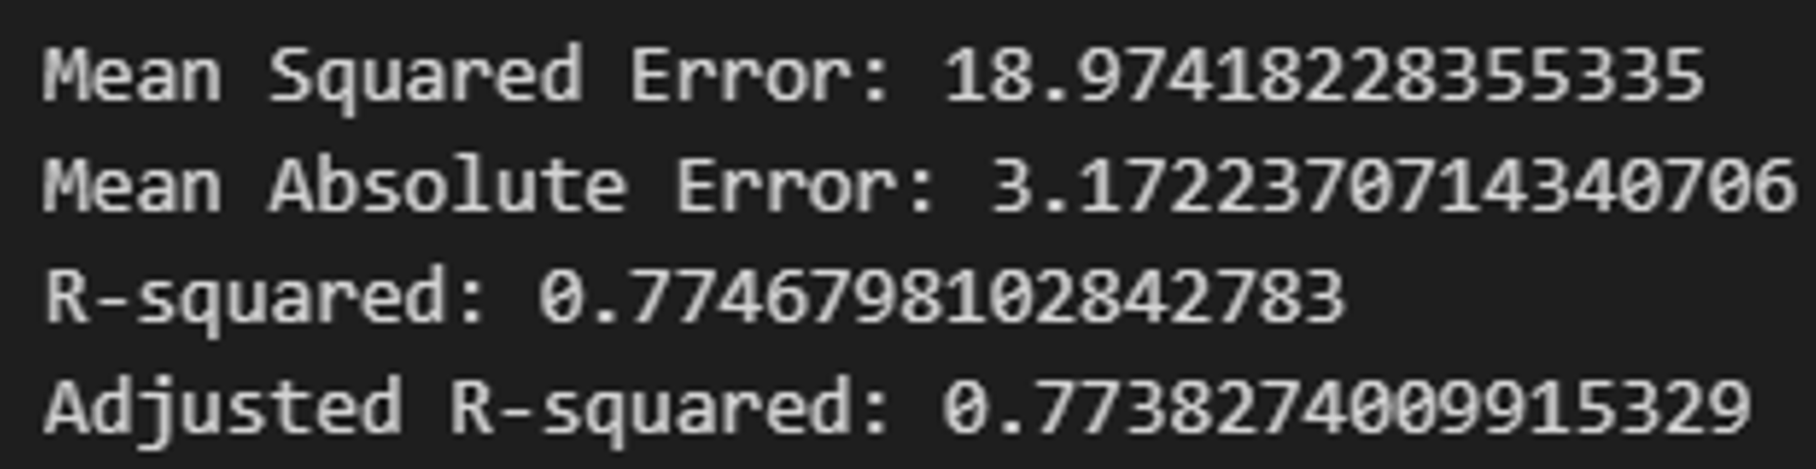 Mean Squared Error: 18.97418228355335
Mean Absolute Error: 3.1722370714340706
R-squared: 0.7746798102842783
Adjusted R-squared: 0.7738274009915329